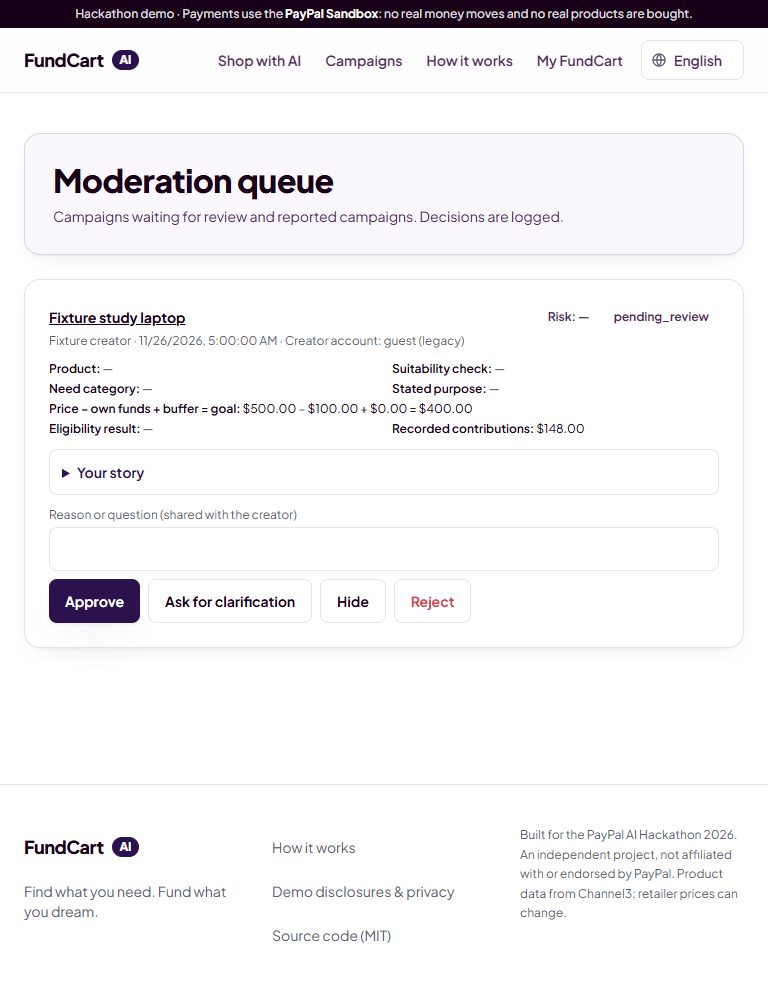 Hackathon demo · Payments use the PayPal Sandbox: no real money moves and no real products are bought.
FundCart AI
Shop with AI
Campaigns
How it works
My FundCart
English
Moderation queue
Campaigns waiting for review and reported campaigns. Decisions are logged.
Fixture study laptop
Risk: —
pending_review
Fixture creator · 11/26/2026, 5:00:00 AM · Creator account: guest (legacy)
Product: —
Suitability check: —
Need category: —
Stated purpose: —
Price − own funds + buffer = goal: $500.00 − $100.00 + $0.00 = $400.00
Eligibility result: —
Recorded contributions: $148.00
▶ Your story
Reason or question (shared with the creator)
Approve
Ask for clarification
Hide
Reject
FundCart AI
Find what you need. Fund what
you dream.
How it works
Demo disclosures & privacy
Source code (MIT)
Built for the PayPal AI Hackathon 2026.
An independent project, not affiliated
with or endorsed by PayPal. Product
data from Channel3; retailer prices can
change.